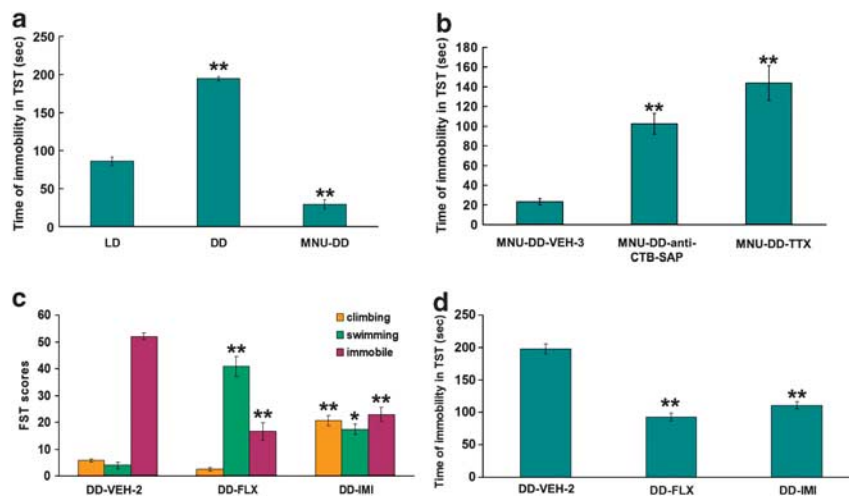 a
Time of immobility in TST (sec)
250
200
150
100
50
0
**
**
LD
DD
MNU-DD
b
Time of immobility in TST (sec)
180
160
140
120
100
80
60
40
20
0
**
**
MNU-DD-VEH-3
MNU-DD-anti-
CTB-SAP
MNU-DD-TTX
c
FST scores
60
50
40
30
20
10
0
climbing
swimming
immobile
**
**
**
*
**
DD-VEH-2
DD-FLX
DD-IMI
d
Time of immobility in TST (sec)
250
200
150
100
50
0
**
**
DD-VEH-2
DD-FLX
DD-IMI